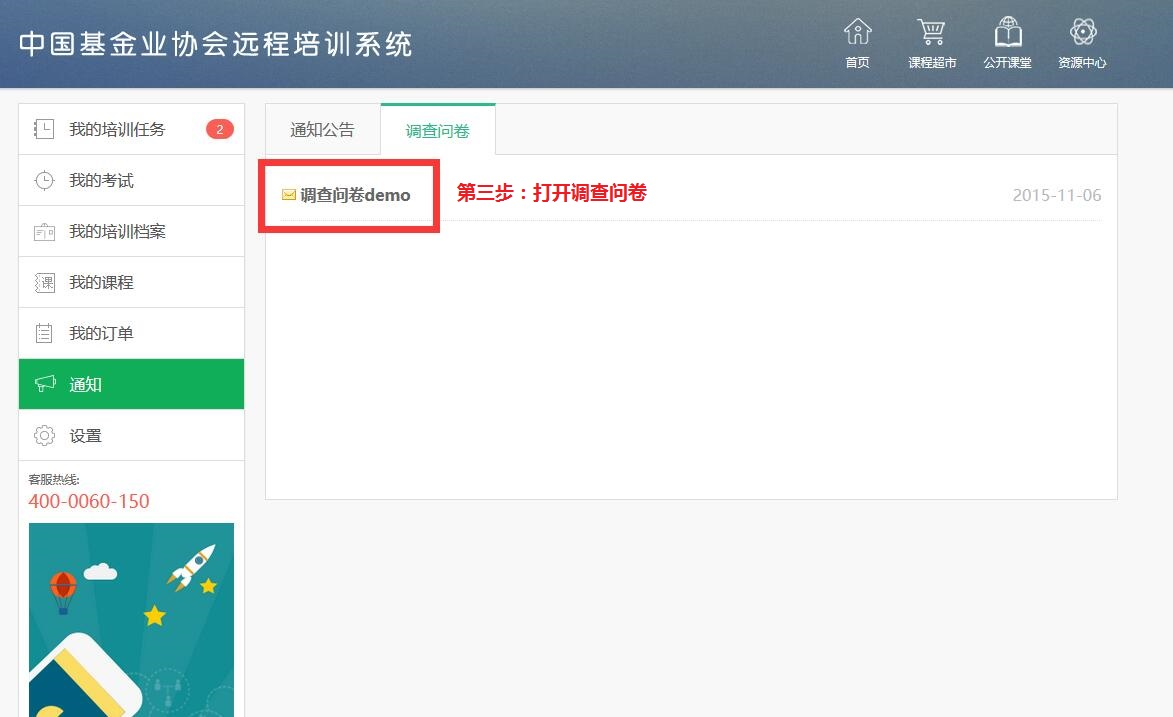 中国基金业协会远程培训系统
首页
课程超市
公开课堂
资源中心
我的培训任务 2
我的考试
我的培训档案
课 我的课程
我的订单
通知
设置
客服热线:
400-0060-150
通知公告 调查问卷
调查问卷demo 第三步：打开调查问卷 2015-11-06